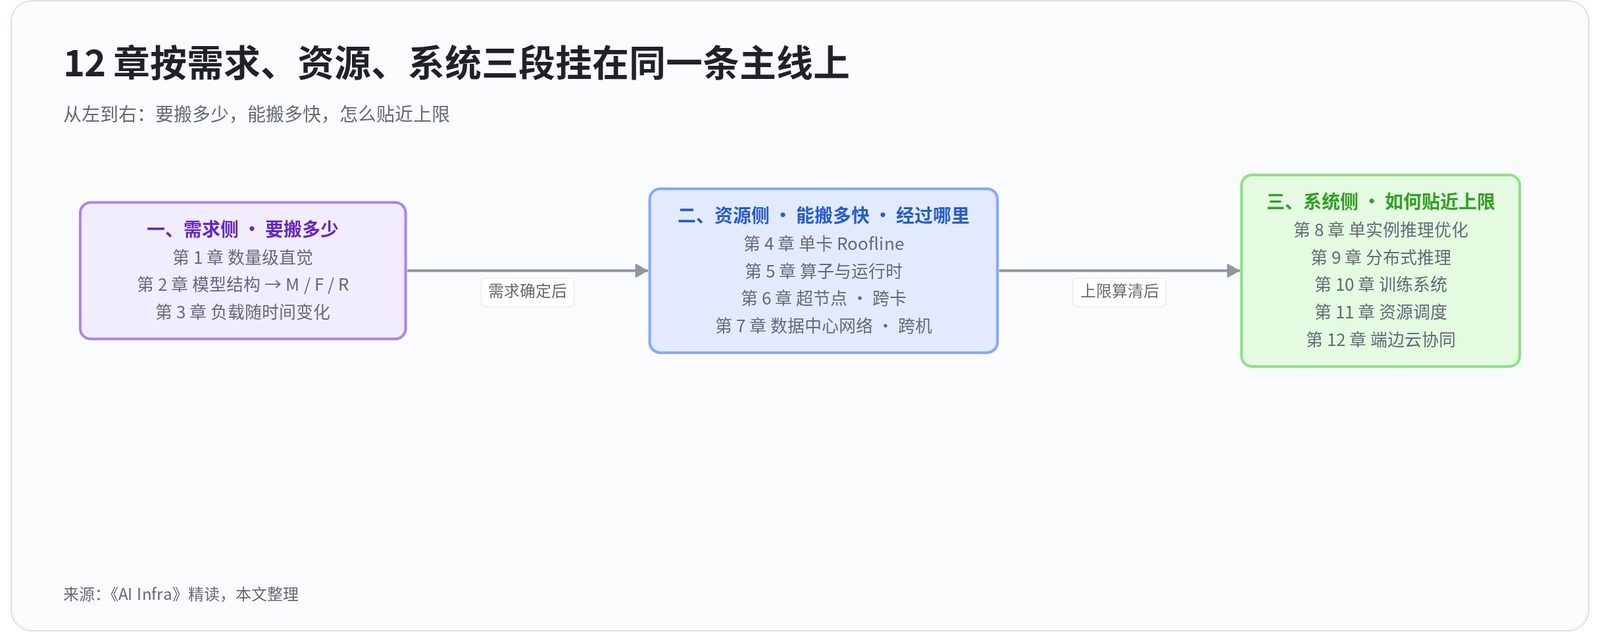 12 章按需求、资源、系统三段挂在同一条主线上
从左到右：要搬多少，能搬多快，怎么贴近上限
一、需求侧 · 要搬多少
第 1 章 数量级直觉
第 2 章 模型结构 → M / F / R
第 3 章 负载随时间变化
需求确定后
二、资源侧 · 能搬多快 · 经过哪里
第 4 章 单卡 Roofline
第 5 章 算子与运行时
第 6 章 超节点 · 跨卡
第 7 章 数据中心网络 · 跨机
上限算清后
三、系统侧 · 如何贴近上限
第 8 章 单实例推理优化
第 9 章 分布式推理
第 10 章 训练系统
第 11 章 资源调度
第 12 章 端边云协同
来源：《AI Infra》精读，本文整理